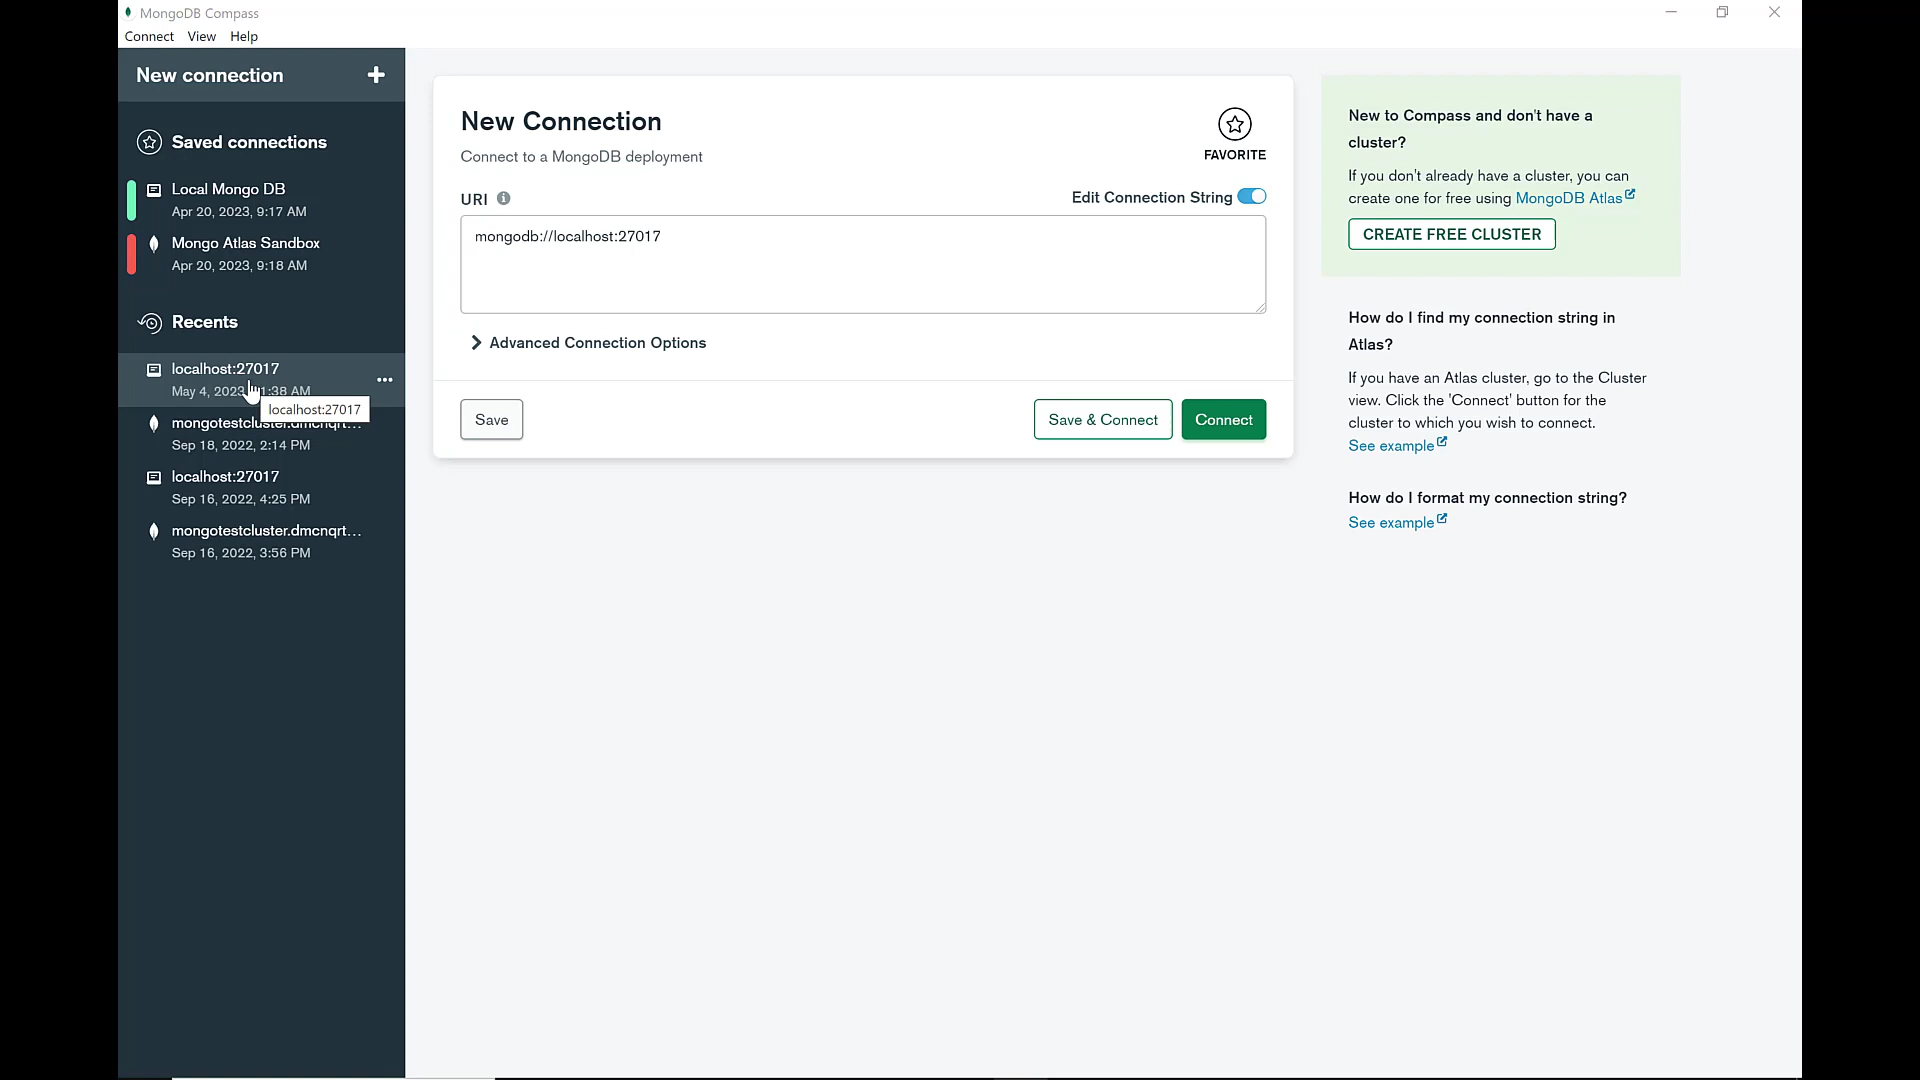 MongoDB Compass
Connect View Help
New connection
Saved connections
Local Mongo DB
Apr 20, 2023, 9:17 AM
Mongo Atlas Sandbox
Apr 20, 2023, 9:18 AM
Recents
localhost:27017
May 4, 2023 1:38 AM
localhost:27017
Sep 18, 2022, 2:14 PM
localhost:27017
Sep 16, 2022, 4:25 PM
mongotestcluster.dmcnqrt...
Sep 16, 2022, 3:56 PM
New Connection
Connect to a MongoDB deployment
FAVORITE
URI
Edit Connection String
mongodb://localhost:27017
Advanced Connection Options
Save
Save & Connect
Connect
New to Compass and don't have a
cluster?
If you don't already have a cluster, you can
create one for free using MongoDB Atlas
CREATE FREE CLUSTER
How do I find my connection string in
Atlas?
If you have an Atlas cluster, go to the Cluster
view. Click the 'Connect' button for the
cluster to which you wish to connect.
See example
How do I format my connection string?
See example